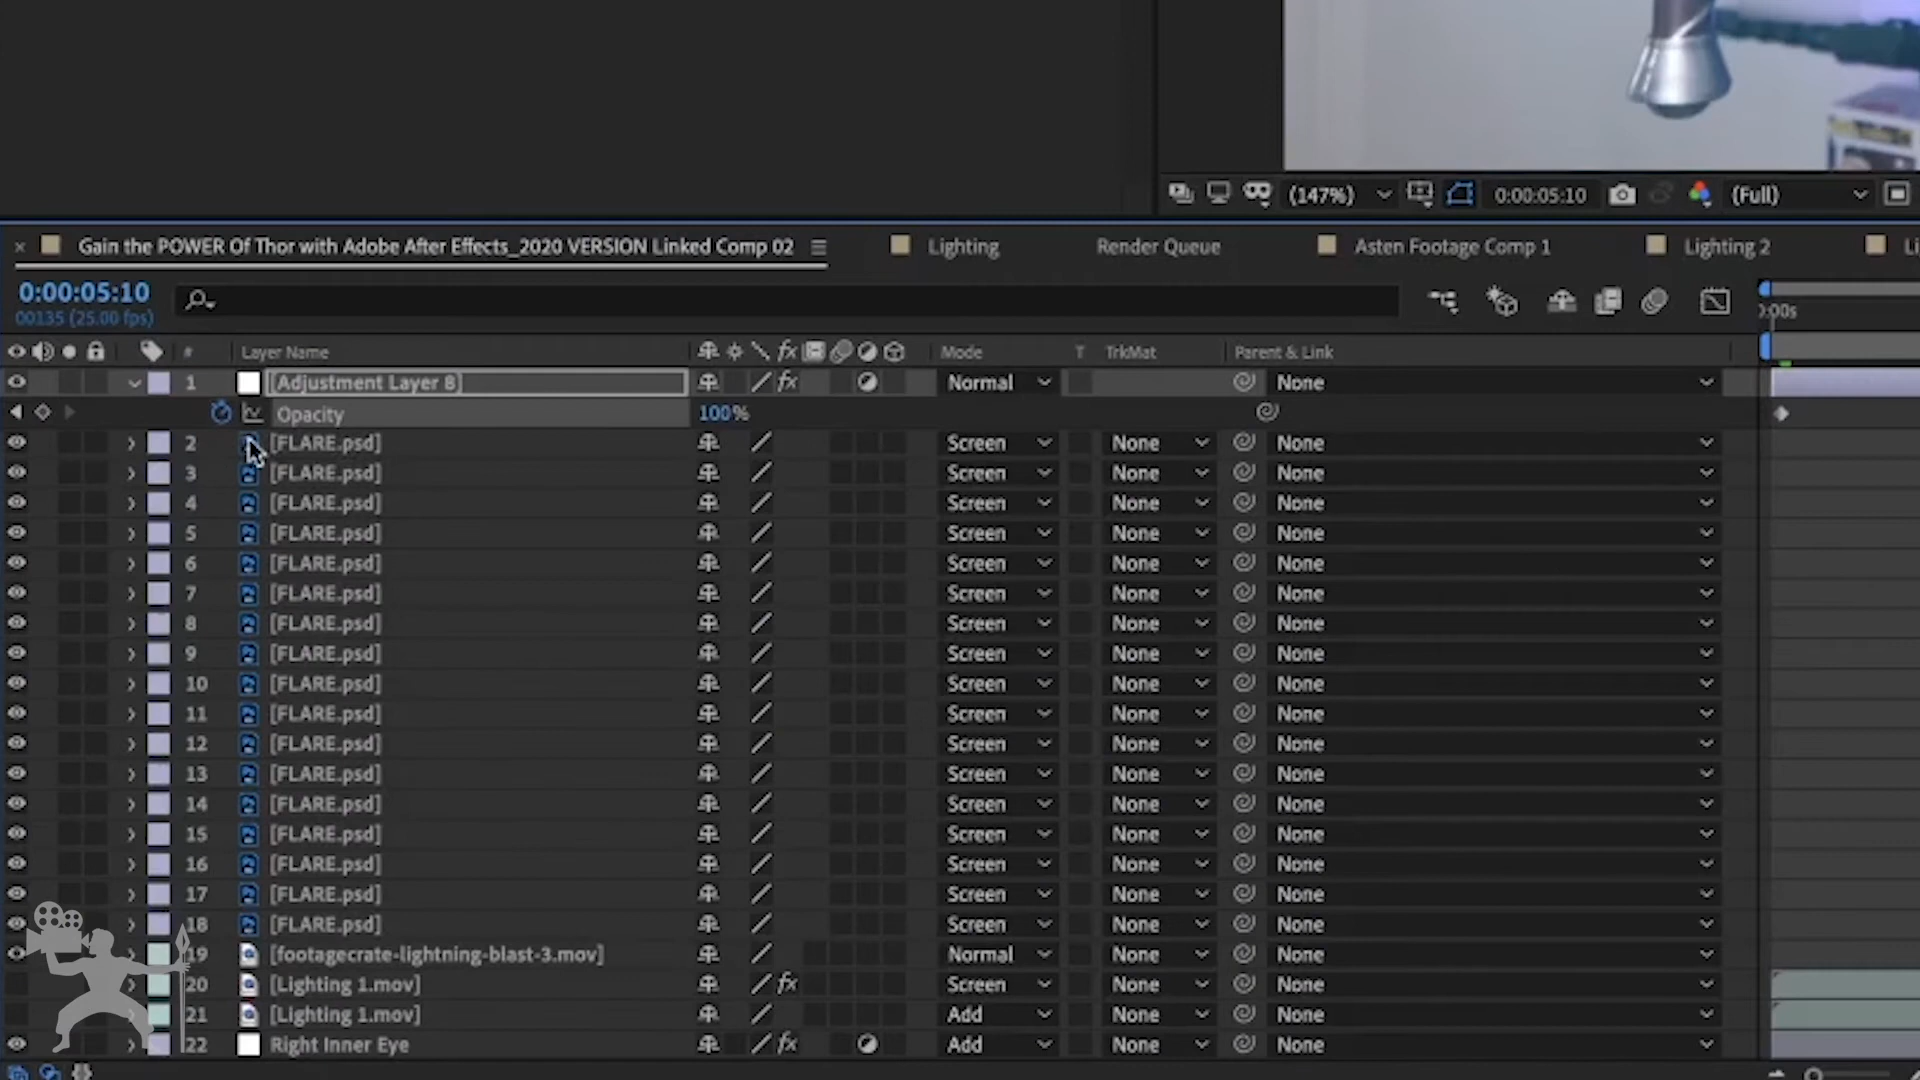 (147%) 0:00:05:10 (Full)
Gain the POWER Of Thor with Adobe After Effects_2020 VERSION Linked Comp 02 Lighting Render Queue Asten Footage Comp 1 Lighting 2 Li
0:00:05:10
00135 (25.00 fps)
0:00s
# Layer Name fx Mode T TrkMat Parent & Link
1 [Adjustment Layer 8] fx Normal None
Opacity 100%
2 [FLARE.psd] Screen None None
3 [FLARE.psd] Screen None None
4 [FLARE.psd] Screen None None
5 [FLARE.psd] Screen None None
6 [FLARE.psd] Screen None None
7 [FLARE.psd] Screen None None
8 [FLARE.psd] Screen None None
9 [FLARE.psd] Screen None None
10 [FLARE.psd] Screen None None
11 [FLARE.psd] Screen None None
12 [FLARE.psd] Screen None None
13 [FLARE.psd] Screen None None
14 [FLARE.psd] Screen None None
15 [FLARE.psd] Screen None None
16 [FLARE.psd] Screen None None
17 [FLARE.psd] Screen None None
18 [FLARE.psd] Screen None None
19 [footagecrate-lightning-blast-3.mov] Normal None None
20 [Lighting 1.mov] fx Screen None None
21 [Lighting 1.mov] Add None None
22 Right Inner Eye fx Add None None